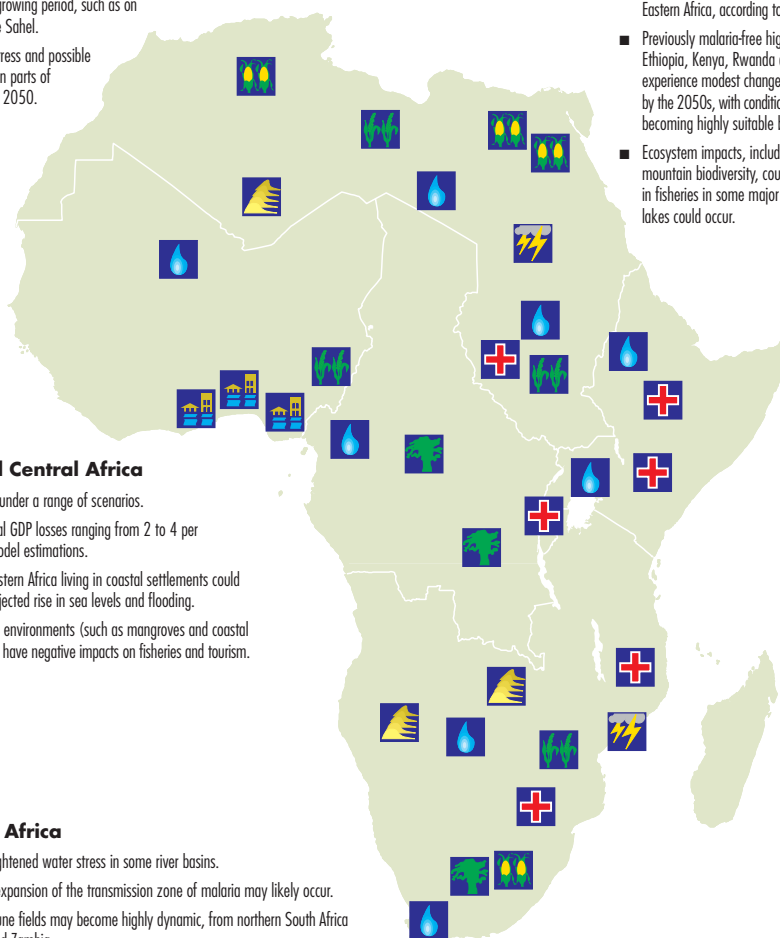 growing period, such as on
Sahel.
ress and possible
n parts of
2050.
Eastern Africa, according to
■ Previously malaria-free hig
Ethiopia, Kenya, Rwanda
experience modest change
by the 2050s, with conditio
becoming highly suitable b
■ Ecosystem impacts, includ
mountain biodiversity, cou
in fisheries in some major
lakes could occur.
Central Africa
under a range of scenarios.
al GDP losses ranging from 2 to 4 per
odel estimations.
stern Africa living in coastal settlements could
jected rise in sea levels and flooding.
environments (such as mangroves and coastal
have negative impacts on fisheries and tourism.
Africa
ghtened water stress in some river basins.
expansion of the transmission zone of malaria may likely occur.
une fields may become highly dynamic, from northern South Africa
Zambia